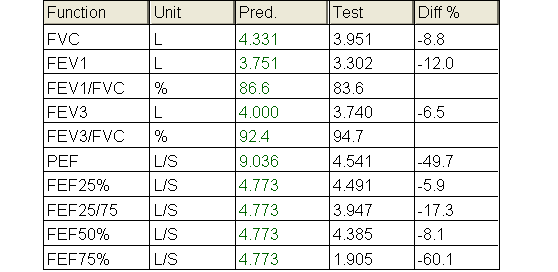 Function Unit Pred. Test Diff %
FVC L 4.331 3.951 -8.8
FEV1 L 3.751 3.302 -12.0
FEV1/FVC % 86.6 83.6
FEV3 L 4.000 3.740 -6.5
FEV3/FVC % 92.4 94.7
PEF L/S 9.036 4.541 -49.7
FEF25% L/S 4.773 4.491 -5.9
FEF25/75 L/S 4.773 3.947 -17.3
FEF50% L/S 4.773 4.385 -8.1
FEF75% L/S 4.773 1.905 -60.1